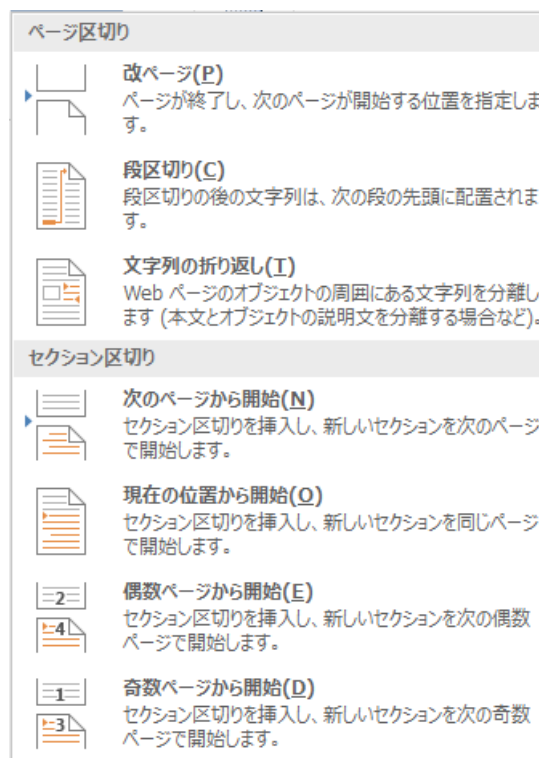 ページ区切り
改ページ(P)
ページが終了し、次のページが開始する位置を指定しま
す。
段区切り(C)
段区切りの後の文字列は、次の段の先頭に配置されま
す。
文字列の折り返し(T)
Web ページのオブジェクトの周囲にある文字列を分離し
ます (本文とオブジェクトの説明文を分離する場合など)。
セクション区切り
次のページから開始(N)
セクション区切りを挿入し、新しいセクションを次のページ
で開始します。
現在の位置から開始(O)
セクション区切りを挿入し、新しいセクションを同じページ
で開始します。
2
偶数ページから開始(E)
セクション区切りを挿入し、新しいセクションを次の偶数
4
ページで開始します。
1
奇数ページから開始(D)
セクション区切りを挿入し、新しいセクションを次の奇数
3
ページで開始します。